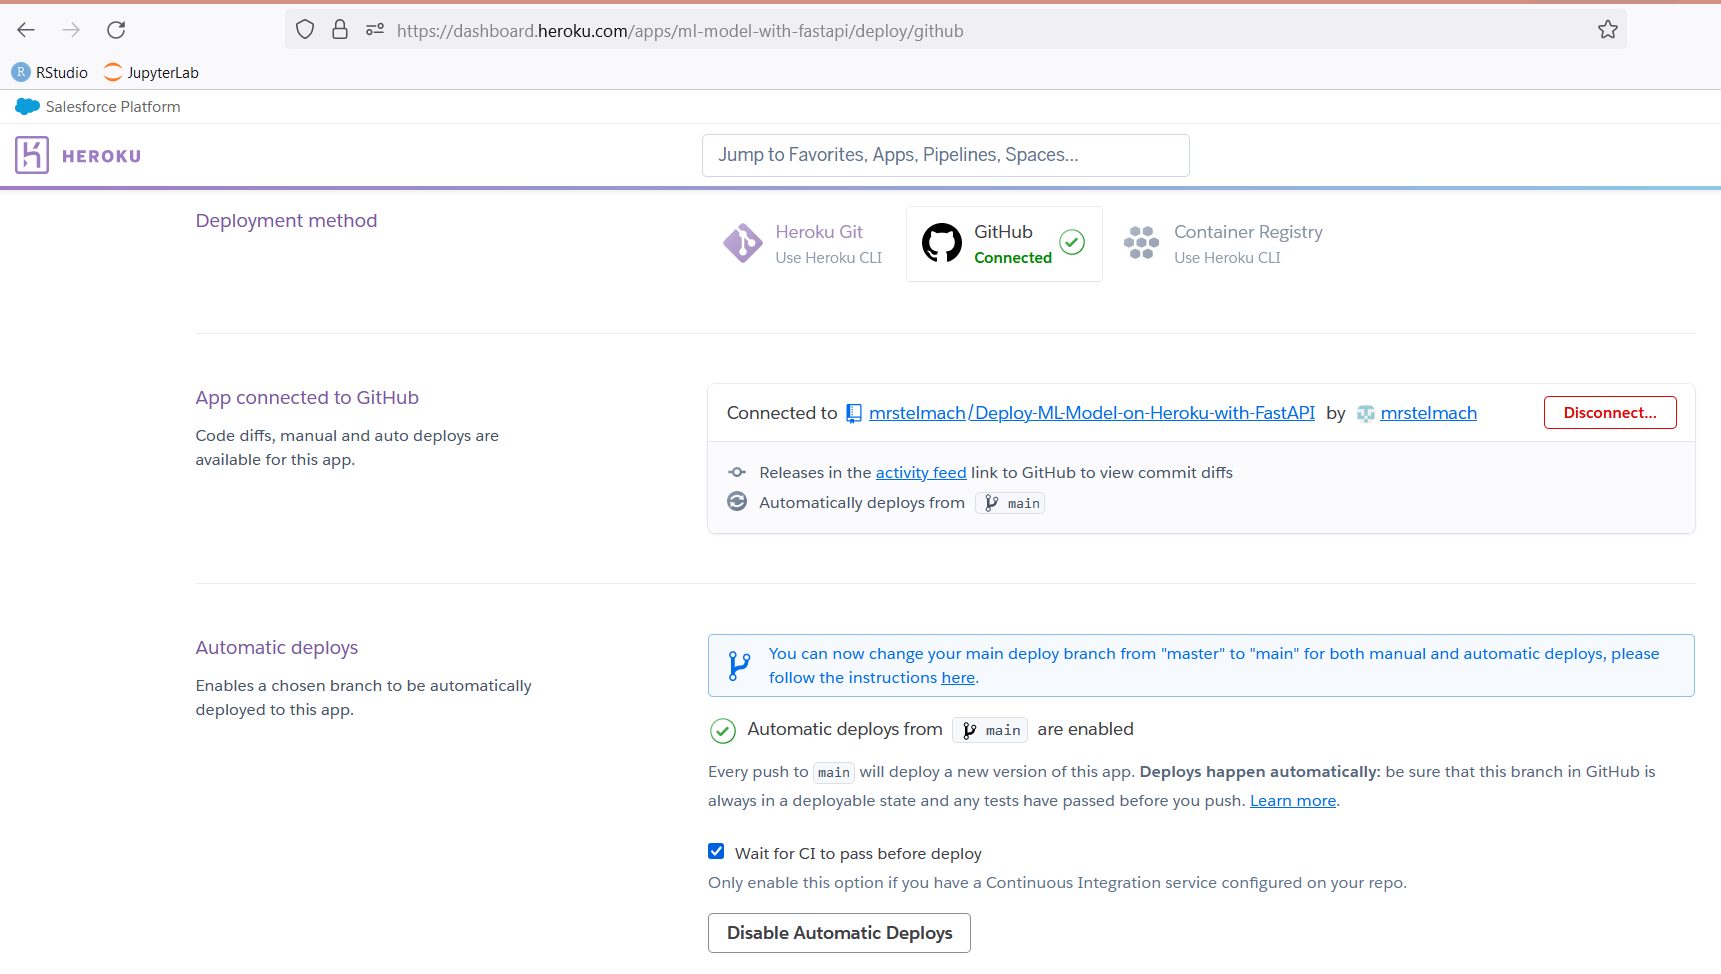 https://dashboard.heroku.com/apps/ml-model-with-fastapi/deploy/github
R RStudio JupyterLab
Salesforce Platform
HEROKU
Jump to Favorites, Apps, Pipelines, Spaces...
Deployment method
Heroku Git
Use Heroku CLI
GitHub
Connected
Container Registry
Use Heroku CLI
App connected to GitHub
Code diffs, manual and auto deploys are
available for this app.
Connected to mrstelmach/Deploy-ML-Model-on-Heroku-with-FastAPI by mrstelmach
Disconnect...
Releases in the activity feed link to GitHub to view commit diffs
Automatically deploys from main
Automatic deploys
Enables a chosen branch to be automatically
deployed to this app.
You can now change your main deploy branch from "master" to "main" for both manual and automatic deploys, please
follow the instructions here.
Automatic deploys from main are enabled
Every push to main will deploy a new version of this app. Deploys happen automatically: be sure that this branch in GitHub is
always in a deployable state and any tests have passed before you push. Learn more.
Wait for CI to pass before deploy
Only enable this option if you have a Continuous Integration service configured on your repo.
Disable Automatic Deploys